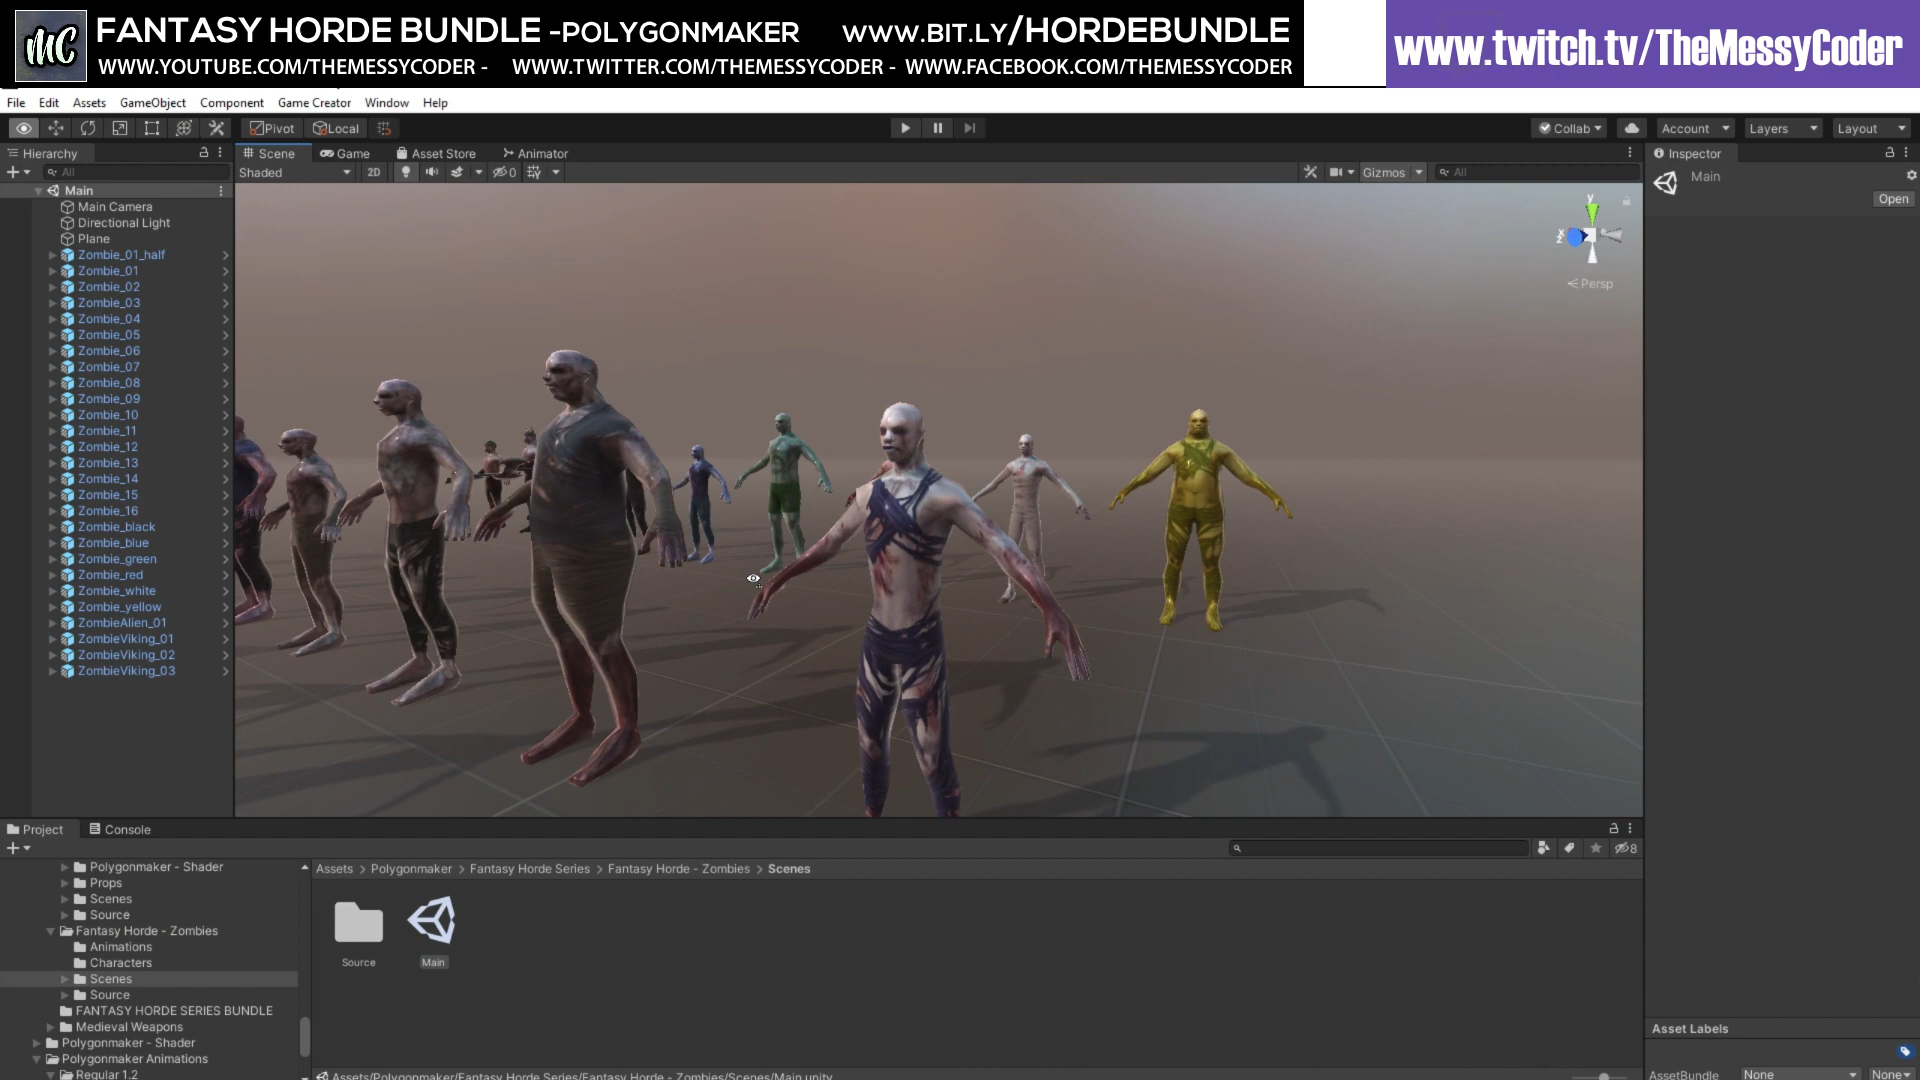 MC
FANTASY HORDE BUNDLE -POLYGONMAKER WWW.BIT.LY/HORDEBUNDLE
WWW.YOUTUBE.COM/THEMESSYCODER - WWW.TWITTER.COM/THEMESSYCODER - WWW.FACEBOOK.COM/THEMESSYCODER
www.twitch.tv/TheMessyCoder
File Edit Assets GameObject Component Game Creator Window Help
Pivot Local Collab Account Layers Layout
Hierarchy
Scene Game Asset Store Animator
Inspector
All
Shaded 2D 0 Gizmos All
Main
Open
Main
Main Camera
Directional Light
Plane
Zombie_01_half
Zombie_01
Zombie_02
Zombie_03
Zombie_04
Zombie_05
Zombie_06
Zombie_07
Zombie_08
Zombie_09
Zombie_10
Zombie_11
Zombie_12
Zombie_13
Zombie_14
Zombie_15
Zombie_16
Zombie_black
Zombie_blue
Zombie_green
Zombie_red
Zombie_white
Zombie_yellow
ZombieAlien_01
ZombieViking_01
ZombieViking_02
ZombieViking_03
y
x
z
Persp
Project Console
8
Polygonmaker - Shader
Props
Scenes
Source
Fantasy Horde - Zombies
Animations
Characters
Scenes
Source
FANTASY HORDE SERIES BUNDLE
Medieval Weapons
Polygonmaker - Shader
Polygonmaker Animations
Regular 1.2
Assets > Polygonmaker > Fantasy Horde Series > Fantasy Horde - Zombies > Scenes
Source
Main
Assets/Polygonmaker/Fantasy Horde Series/Fantasy Horde - Zombies/Scenes/Main.unity
Asset Labels
AssetBundle None None